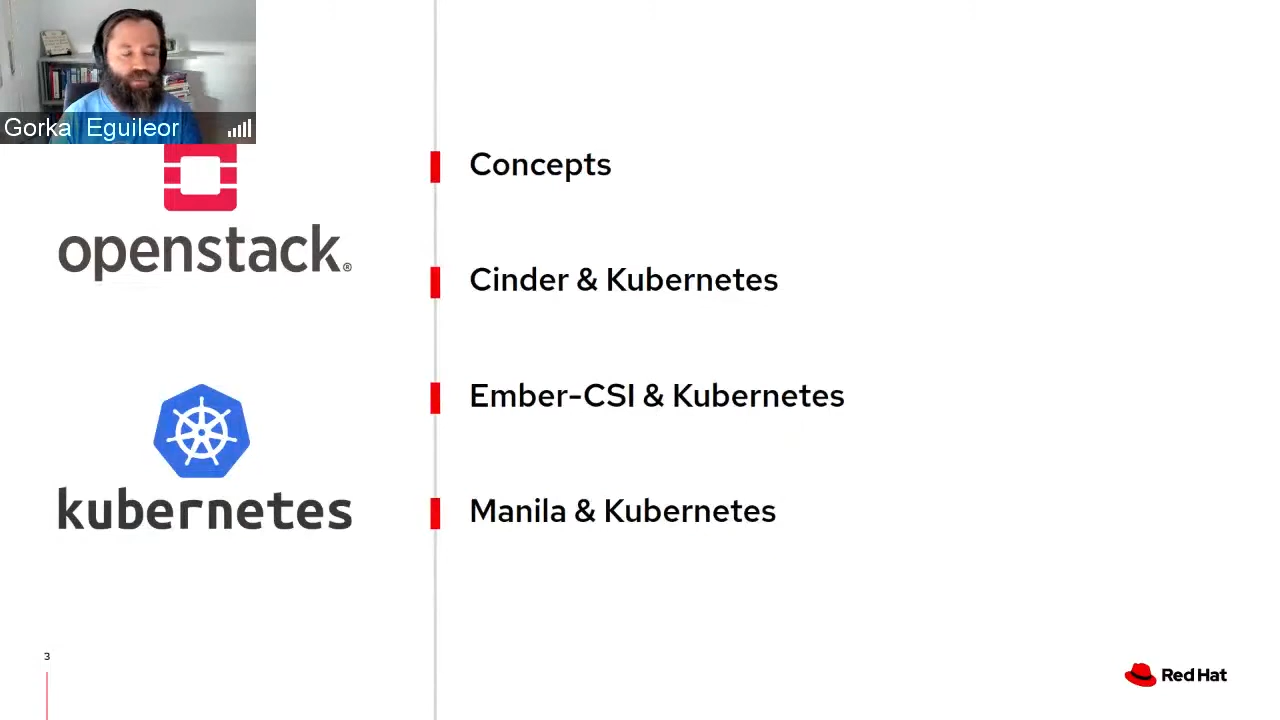 Gorka Eguileor
openstack®
kubernetes
Concepts
Cinder & Kubernetes
Ember-CSI & Kubernetes
Manila & Kubernetes
3
Red Hat